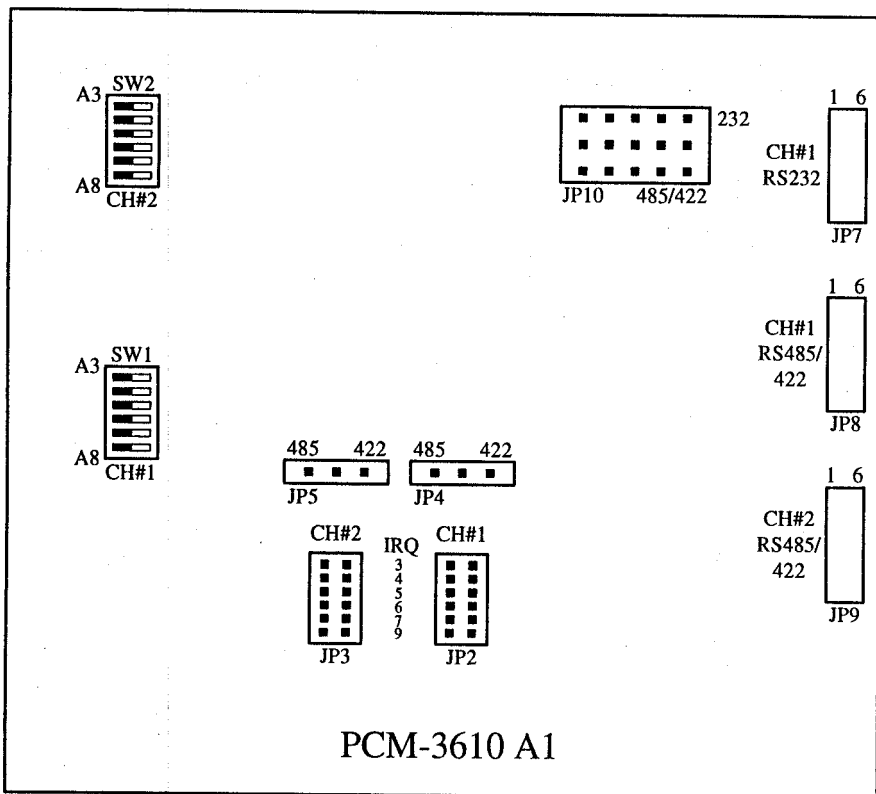 SW2
A3
A8
CH#2
232
JP10 485/422
1 6
CH#1
RS232
JP7
1 6
CH#1
RS485/
422
JP8
SW1
A3
A8
CH#1
485 422
JP5
485 422
JP4
1 6
CH#2
RS485/
422
JP9
CH#2
IRQ
CH#1
3
4
5
6
7
9
JP3
JP2
PCM-3610 A1